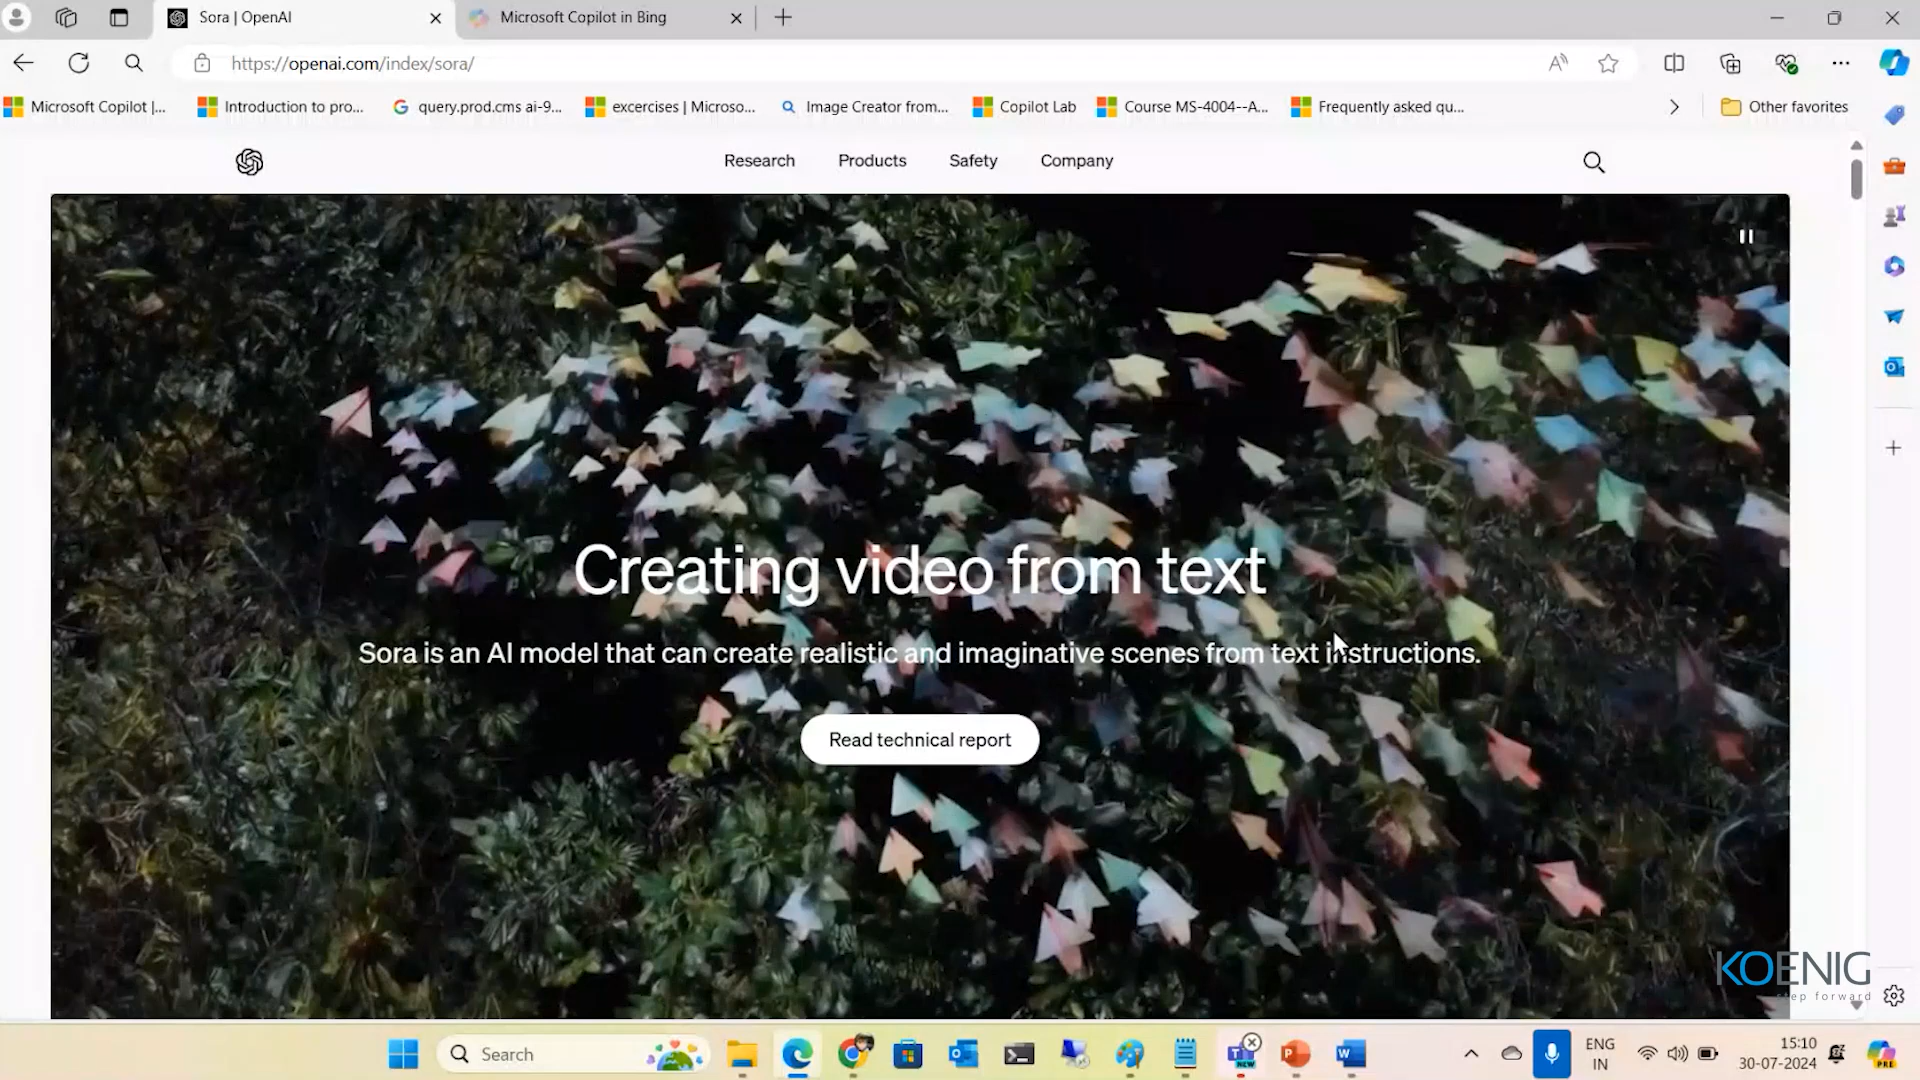 Sora | OpenAI
Microsoft Copilot in Bing
https://openai.com/index/sora/
Microsoft Copilot |...
Introduction to pro...
query.prod.cms ai-9...
excercises | Microso...
Image Creator from...
Copilot Lab
Course MS-4004--A...
Frequently asked qu...
Other favorites
Research
Products
Safety
Company
Creating video from text
Sora is an AI model that can create realistic and imaginative scenes from text instructions.
Read technical report
KOENIG
step forward
Search
ENG
IN
15:10
30-07-2024